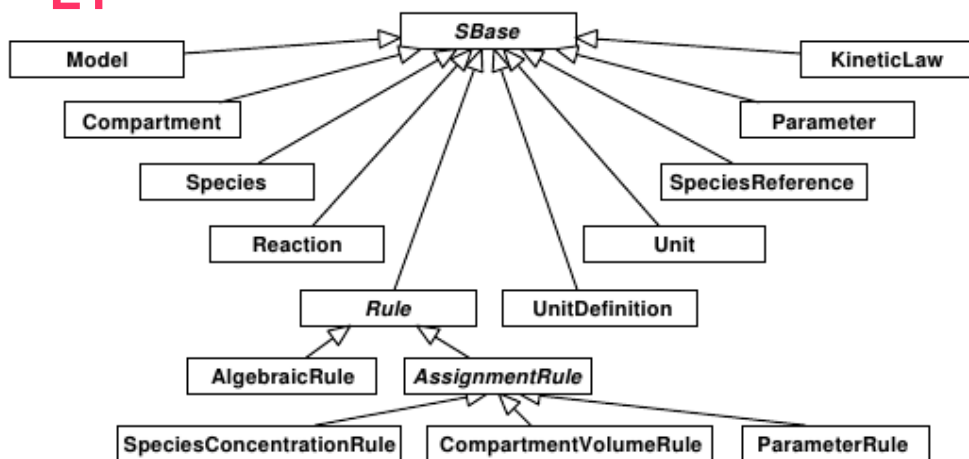 SBase
Model
KineticLaw
Compartment
Parameter
Species
SpeciesReference
Reaction
Unit
Rule
UnitDefinition
AlgebraicRule
AssignmentRule
SpeciesConcentrationRule
CompartmentVolumeRule
ParameterRule